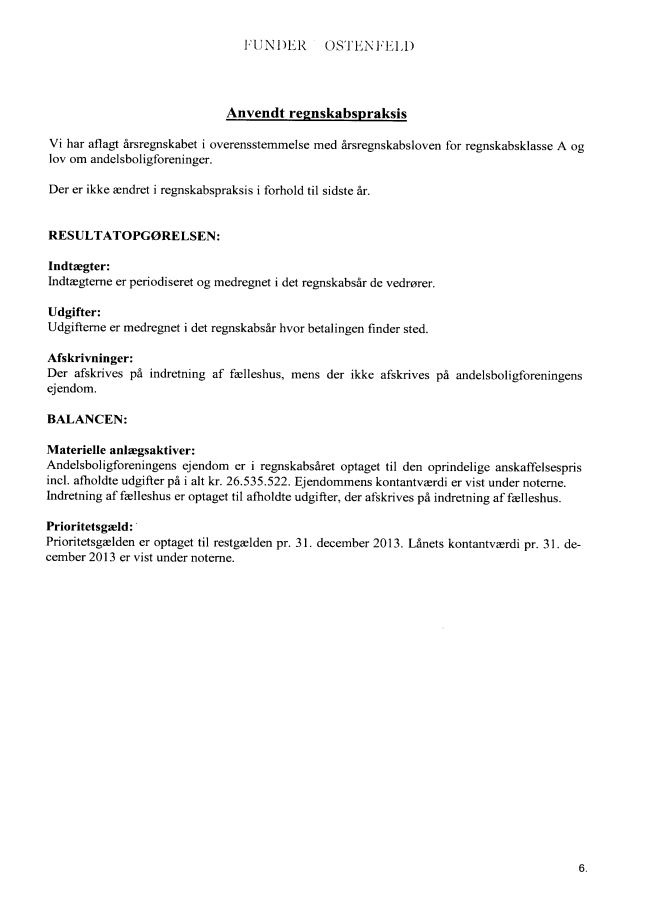 FUNDER OSTENFELD
Anvendt regnskabspraksis
Vi har aflagt årsregnskabet i overensstemmelse med årsregnskabsloven for regnskabsklasse A og
lov om andelsboligforeninger.
Der er ikke ændret i regnskabspraksis i forhold til sidste år.
RESULTATOPGØRELSEN:
Indtægter:
Indtægterne er periodiseret og medregnet i det regnskabsår de vedrører.
Udgifter:
Udgifterne er medregnet i det regnskabsår hvor betalingen finder sted.
Afskrivninger:
Der afskrives på indretning af fælleshus, mens der ikke afskrives på andelsboligforeningens
ejendom.
BALANCEN:
Materielle anlægsaktiver:
Andelsboligforeningens ejendom er i regnskabsåret optaget til den oprindelige anskaffelsespris
incl. afholdte udgifter på i alt kr. 26.535.522. Ejendommens kontantværdi er vist under noterne.
Indretning af fælleshus er optaget til afholdte udgifter, der afskrives på indretning af fælleshus.
Prioritetsgæld:
Prioritetsgælden er optaget til restgælden pr. 31. december 2013. Lånets kontantværdi pr. 31. de-
cember 2013 er vist under noterne.
6.